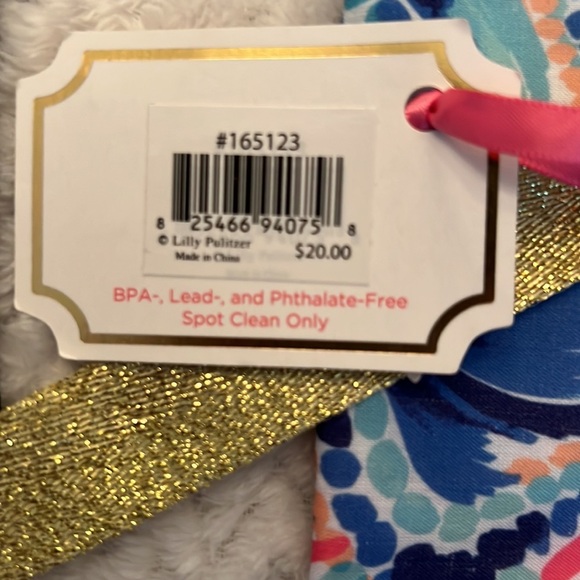 #165123
8 25466 94075 8
© Lilly Pulitzer
Made in China
$20.00
BPA-, Lead-, and Phthalate-Free
Spot Clean Only